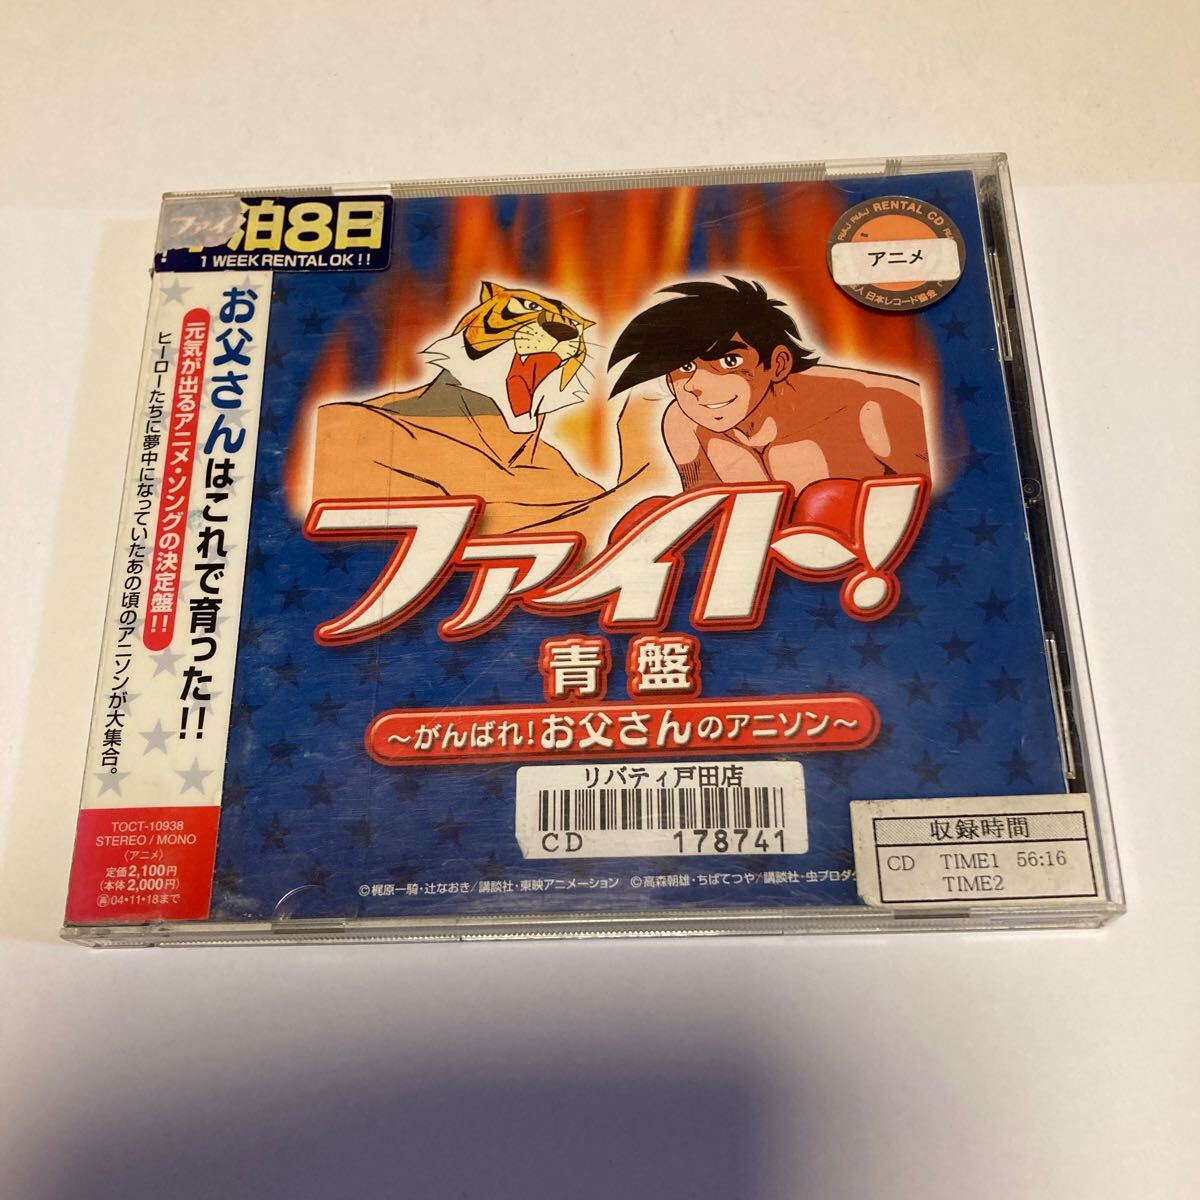 ファイ
泊8日
1 WEEK RENTAL OK!!
お父さんはこれで育った!!
元気が出るアニメ・ソングの決定盤!!
ヒーローたちに夢中になっていたあの頃のアニソンが大集合。
TOCT-10938
STEREO/MONO
(アニメ)
定価2,100円
(本体2,000円)
再04・11・18まで
RIAJ RENTAL CD
アニメ
人 日本レコード協会
ファイト!
青盤
〜がんばれ!お父さんのアニソン〜
リバティ戸田店
CD 178741
収録時間
CD TIME1 56:16
TIME2
©梶原一騎・辻なおき/講談社・東映アニメーション ©高森朝雄・ちばてつや/講談社・虫プロダ